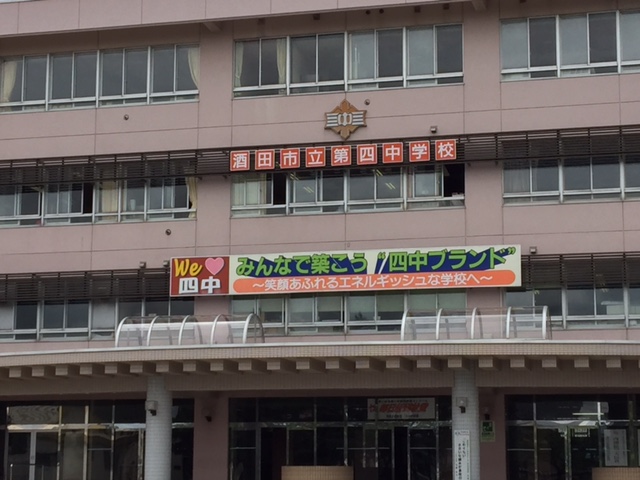 中
酒田市立第四中学校
We♥四中
みんなで築こう"四中ブランド"
～笑顔あふれるエネルギッシュな学校へ～